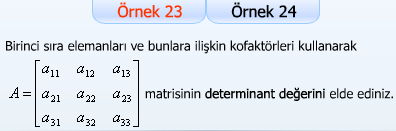 Örnek 23 Örnek 24
Birinci sıra elemanları ve bunlara ilişkin kofaktörleri kullanarak
a₁₁ a₁₂ a₁₃
A = a₂₁ a₂₂ a₂₃ matrisinin determinant değerini elde ediniz.
a₃₁ a₃₂ a₃₃